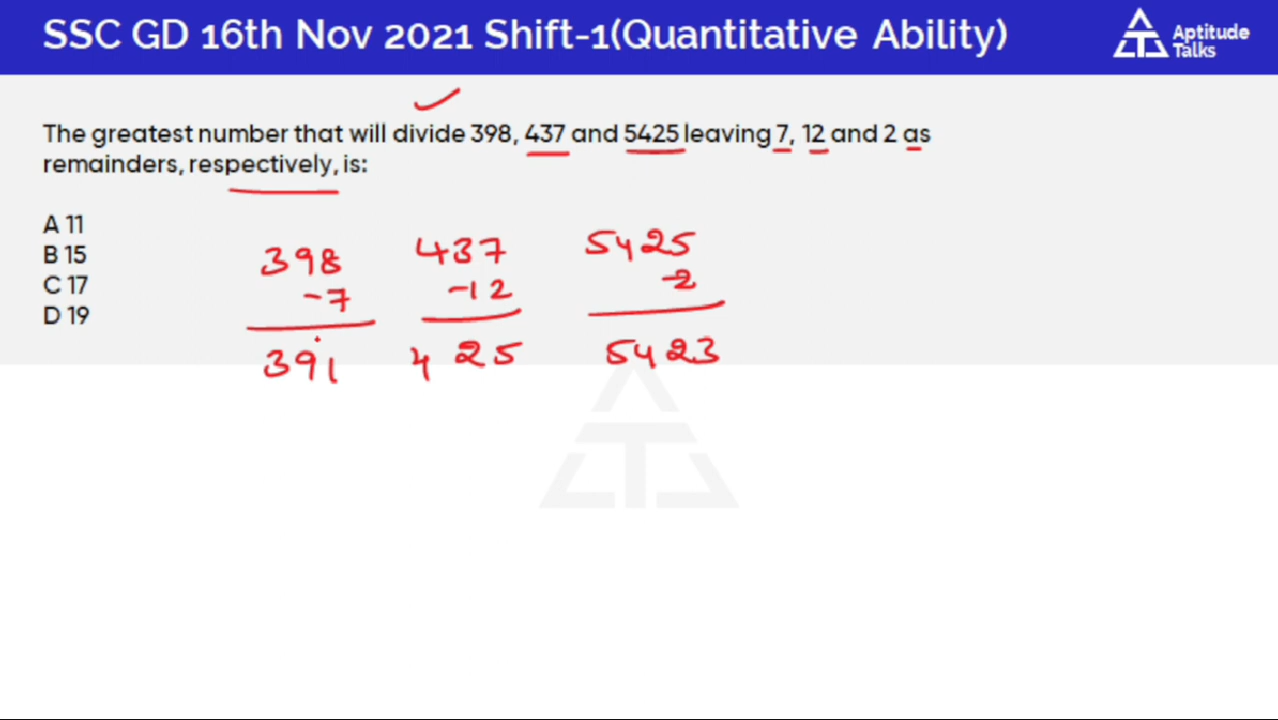 SSC GD 16th Nov 2021 Shift-1(Quantitative Ability)
Aptitude
Talks
The greatest number that will divide 398, 437 and 5425 leaving 7, 12 and 2 as
remainders, respectively, is:
A 11
B 15
C 17
D 19
398 437 5425
-7 -12 -2
391 425 5423